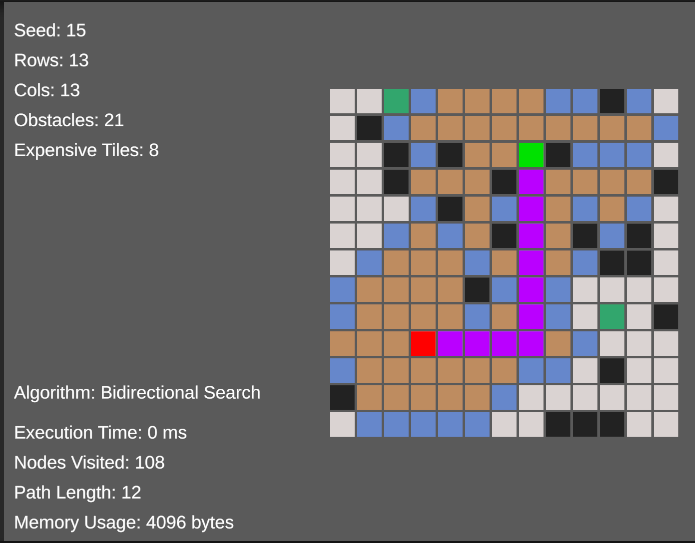 Seed: 15
Rows: 13
Cols: 13
Obstacles: 21
Expensive Tiles: 8
Algorithm: Bidirectional Search
Execution Time: 0 ms
Nodes Visited: 108
Path Length: 12
Memory Usage: 4096 bytes